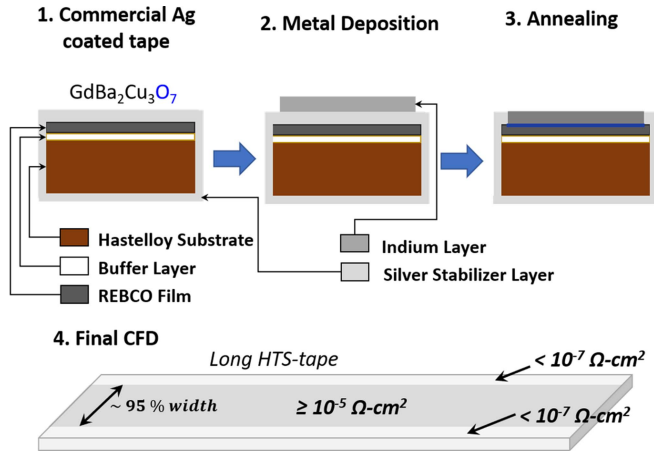 1. Commercial Ag
coated tape
2. Metal Deposition
3. Annealing
GdBa₂Cu₃O₇
Hastelloy Substrate
Buffer Layer
REBCO Film
Indium Layer
Silver Stabilizer Layer
4. Final CFD
Long HTS-tape
< 10⁻⁷ Ω-cm²
~ 95 % width
≥ 10⁻⁵ Ω-cm²
< 10⁻⁷ Ω-cm²